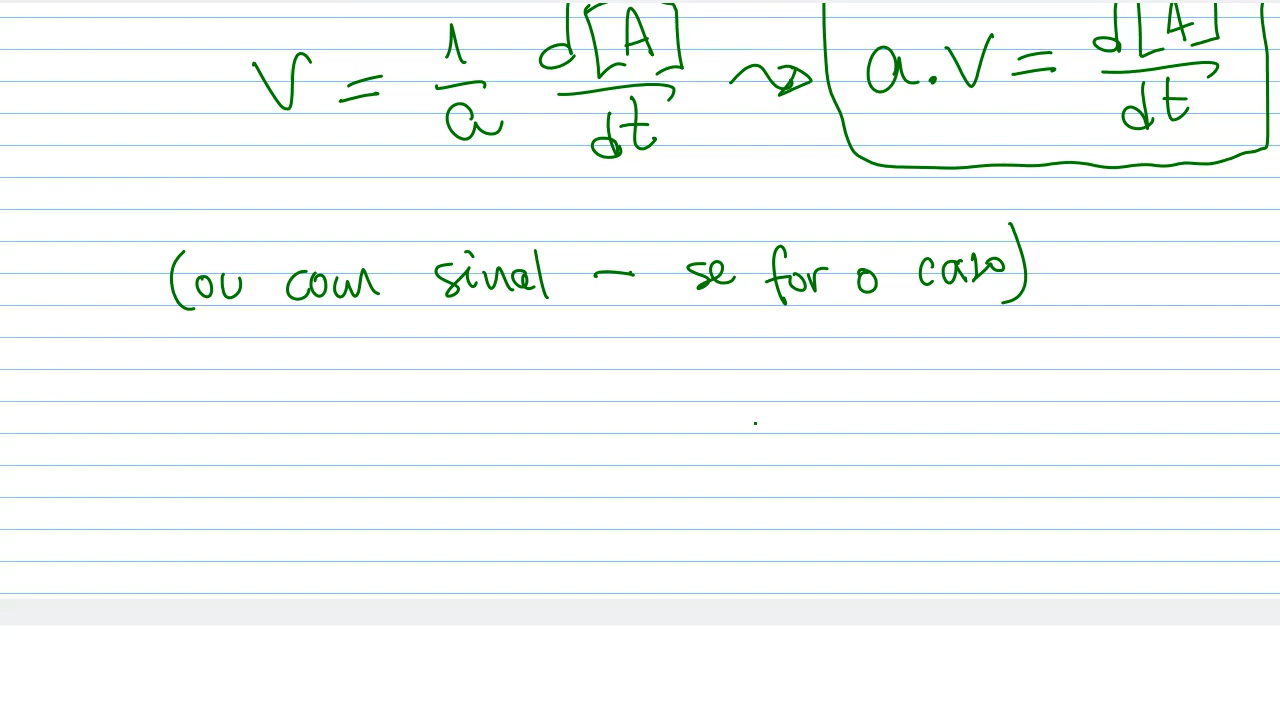 V = 1/a d[A]/dt ⇝ a.V = d[A]/dt
(ou com sinal − se for o caso)